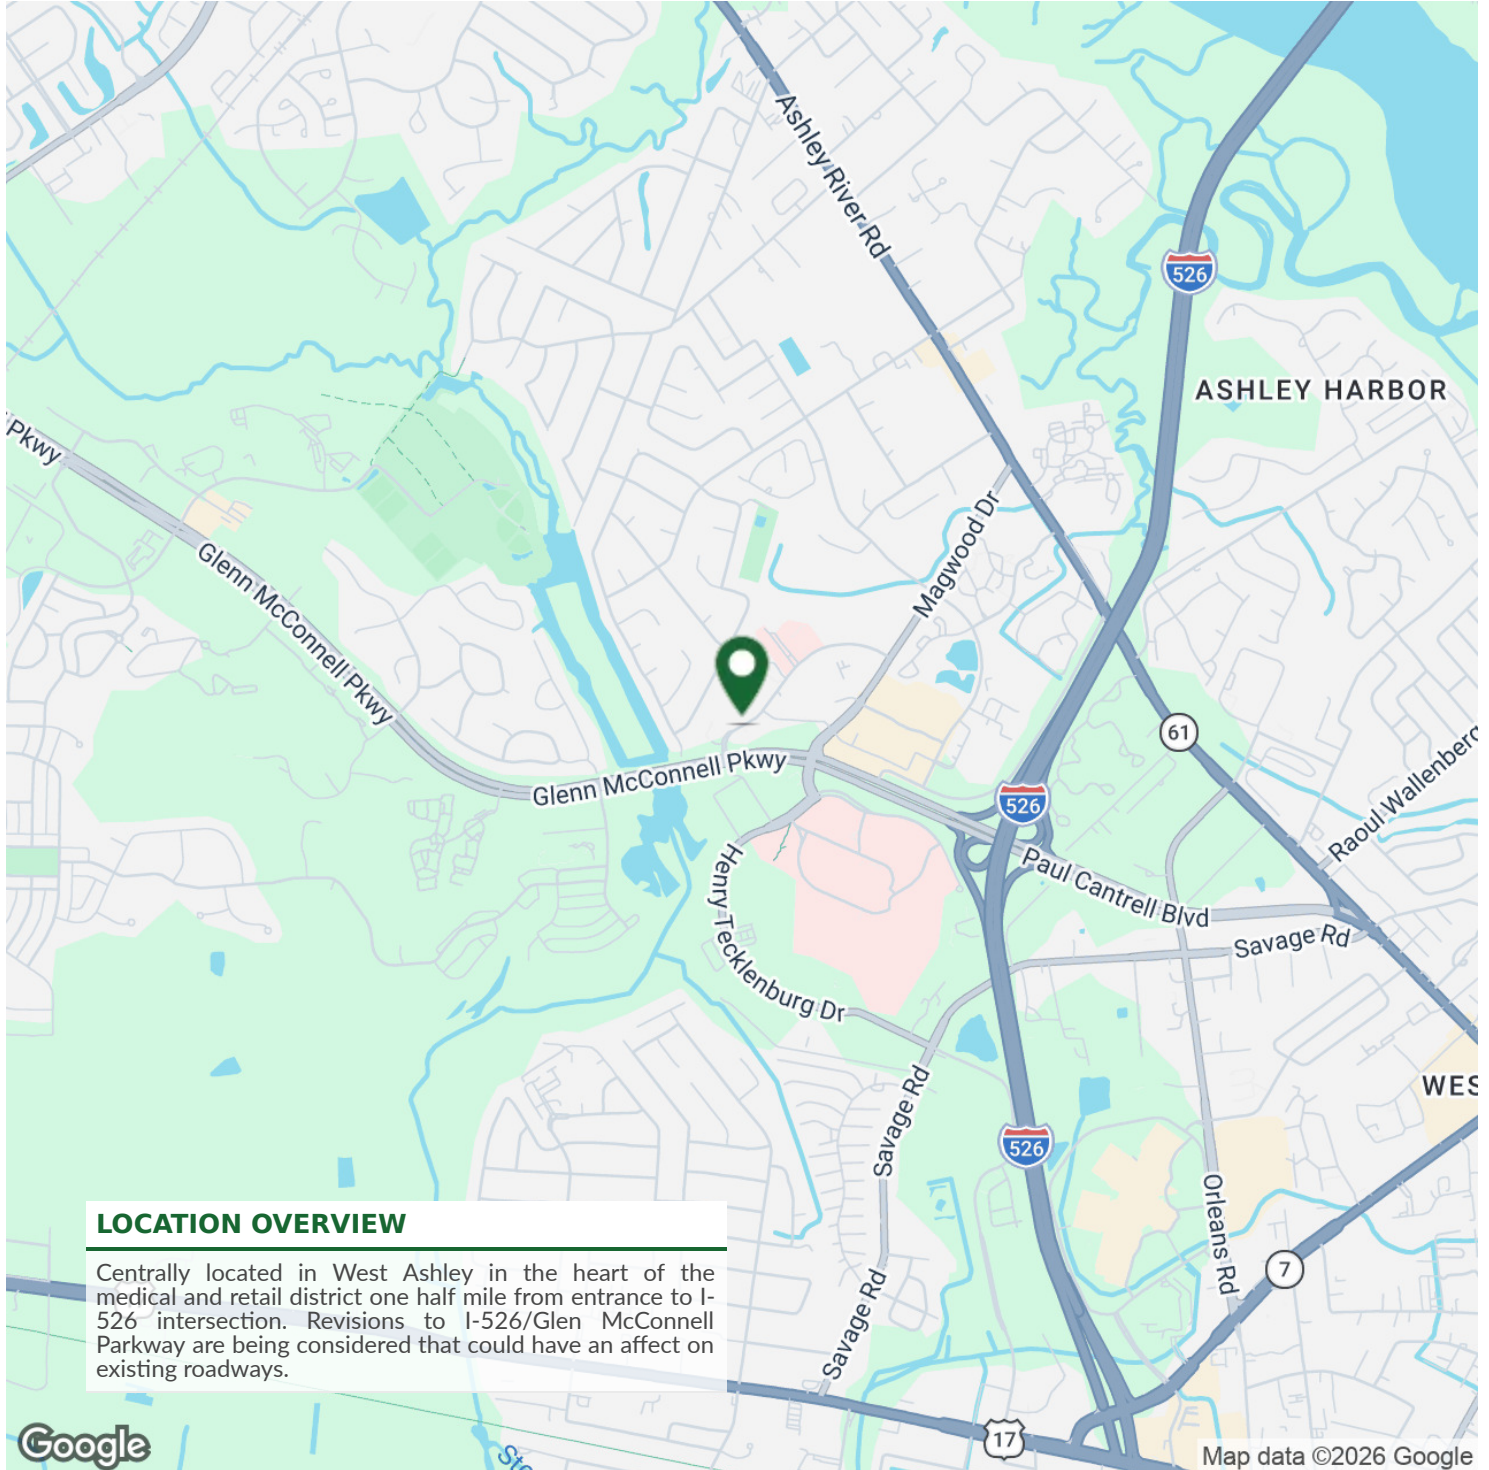 Ashley River Rd
526
ASHLEY HARBOR
Pkwy
Glenn McConnell Pkwy
Magwood Dr
61
Raoul Wallenberg
Glenn McConnell Pkwy
526
Paul Cantrell Blvd
Henry Tecklenburg Dr
Savage Rd
WES
Savage Rd
526
Orleans Rd
7
Savage Rd
17
LOCATION OVERVIEW
Centrally located in West Ashley in the heart of the
medical and retail district one half mile from entrance to I-
526 intersection. Revisions to I-526/Glen McConnell
Parkway are being considered that could have an affect on
existing roadways.
Google
Sto
Map data ©2026 Google